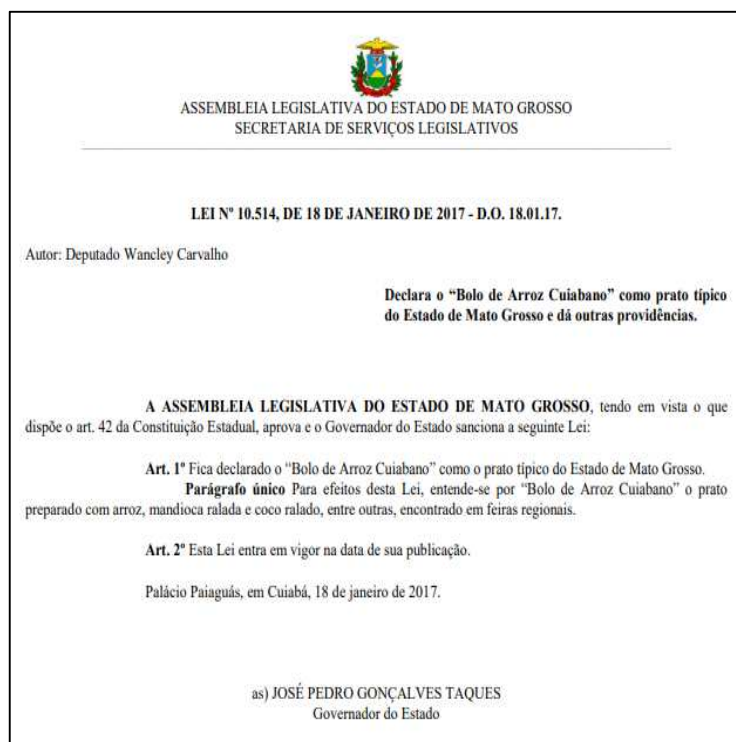 ASSEMBLEIA LEGISLATIVA DO ESTADO DE MATO GROSSO
SECRETARIA DE SERVIÇOS LEGISLATIVOS
LEI Nº 10.514, DE 18 DE JANEIRO DE 2017 - D.O. 18.01.17.
Autor: Deputado Wancley Carvalho
Declara o “Bolo de Arroz Cuiabano” como prato típico
do Estado de Mato Grosso e dá outras providências.
A ASSEMBLEIA LEGISLATIVA DO ESTADO DE MATO GROSSO, tendo em vista o que
dispõe o art. 42 da Constituição Estadual, aprova e o Governador do Estado sanciona a seguinte Lei:
Art. 1º Fica declarado o “Bolo de Arroz Cuiabano” como o prato típico do Estado de Mato Grosso.
Parágrafo único Para efeitos desta Lei, entende-se por “Bolo de Arroz Cuiabano” o prato
preparado com arroz, mandioca ralada e coco ralado, entre outras, encontrado em feiras regionais.
Art. 2º Esta Lei entra em vigor na data de sua publicação.
Palácio Paiaguás, em Cuiabá, 18 de janeiro de 2017.
as) JOSÉ PEDRO GONÇALVES TAQUES
Governador do Estado